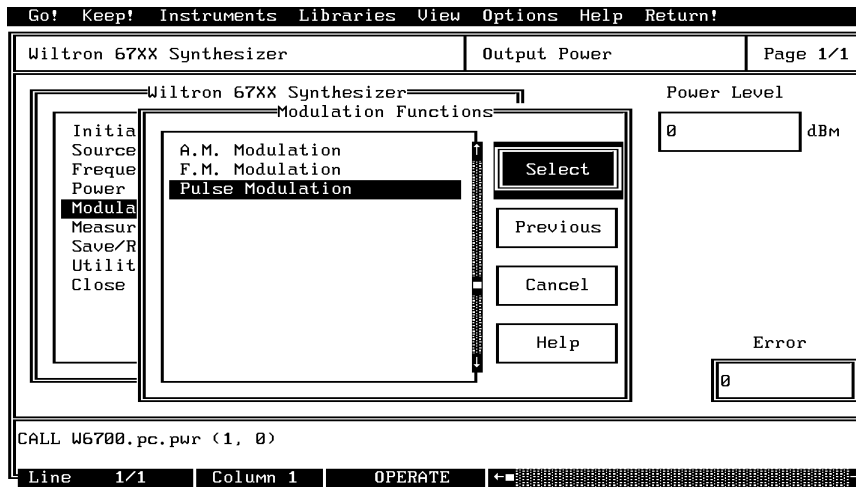 Go! Keep! Instruments Libraries View Options Help Return!
Wiltron 67XX Synthesizer
Output Power
Page 1/1
Wiltron 67XX Synthesizer
Modulation Functions
Initia
Source
Freque
Power
Modula
Measur
Save/R
Utilit
Close
A.M. Modulation
F.M. Modulation
Pulse Modulation
Select
Previous
Cancel
Help
Power Level
0 dBm
Error
0
CALL W6700.pc.pwr (1, 0)
Line 1/1 Column 1 OPERATE